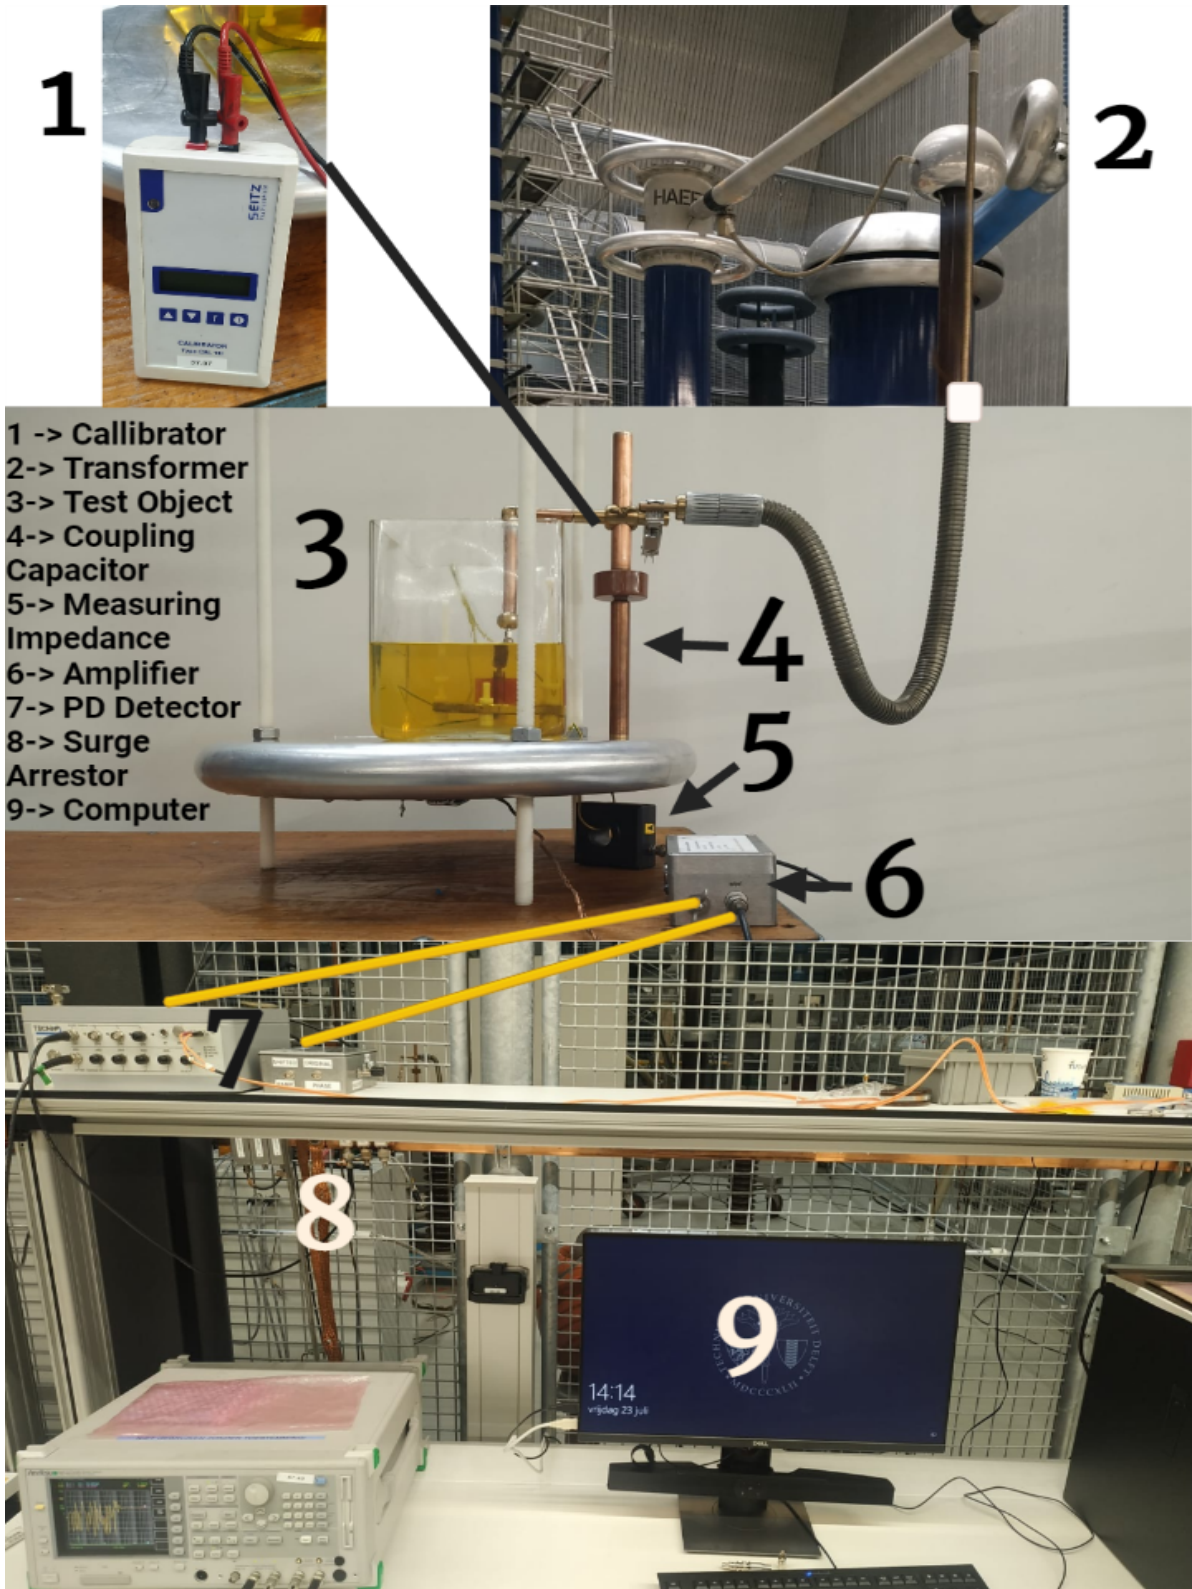 1
2
SEITZ
CALIBRATOR
HAEF
1 -> Callibrator
2-> Transformer
3-> Test Object
4-> Coupling
Capacitor
5-> Measuring
Impedance
6-> Amplifier
7-> PD Detector
8-> Surge
Arrestor
9-> Computer
3
4
5
6
7
PHASE
8
9
14:14
vrijdag 23 juli
DELL